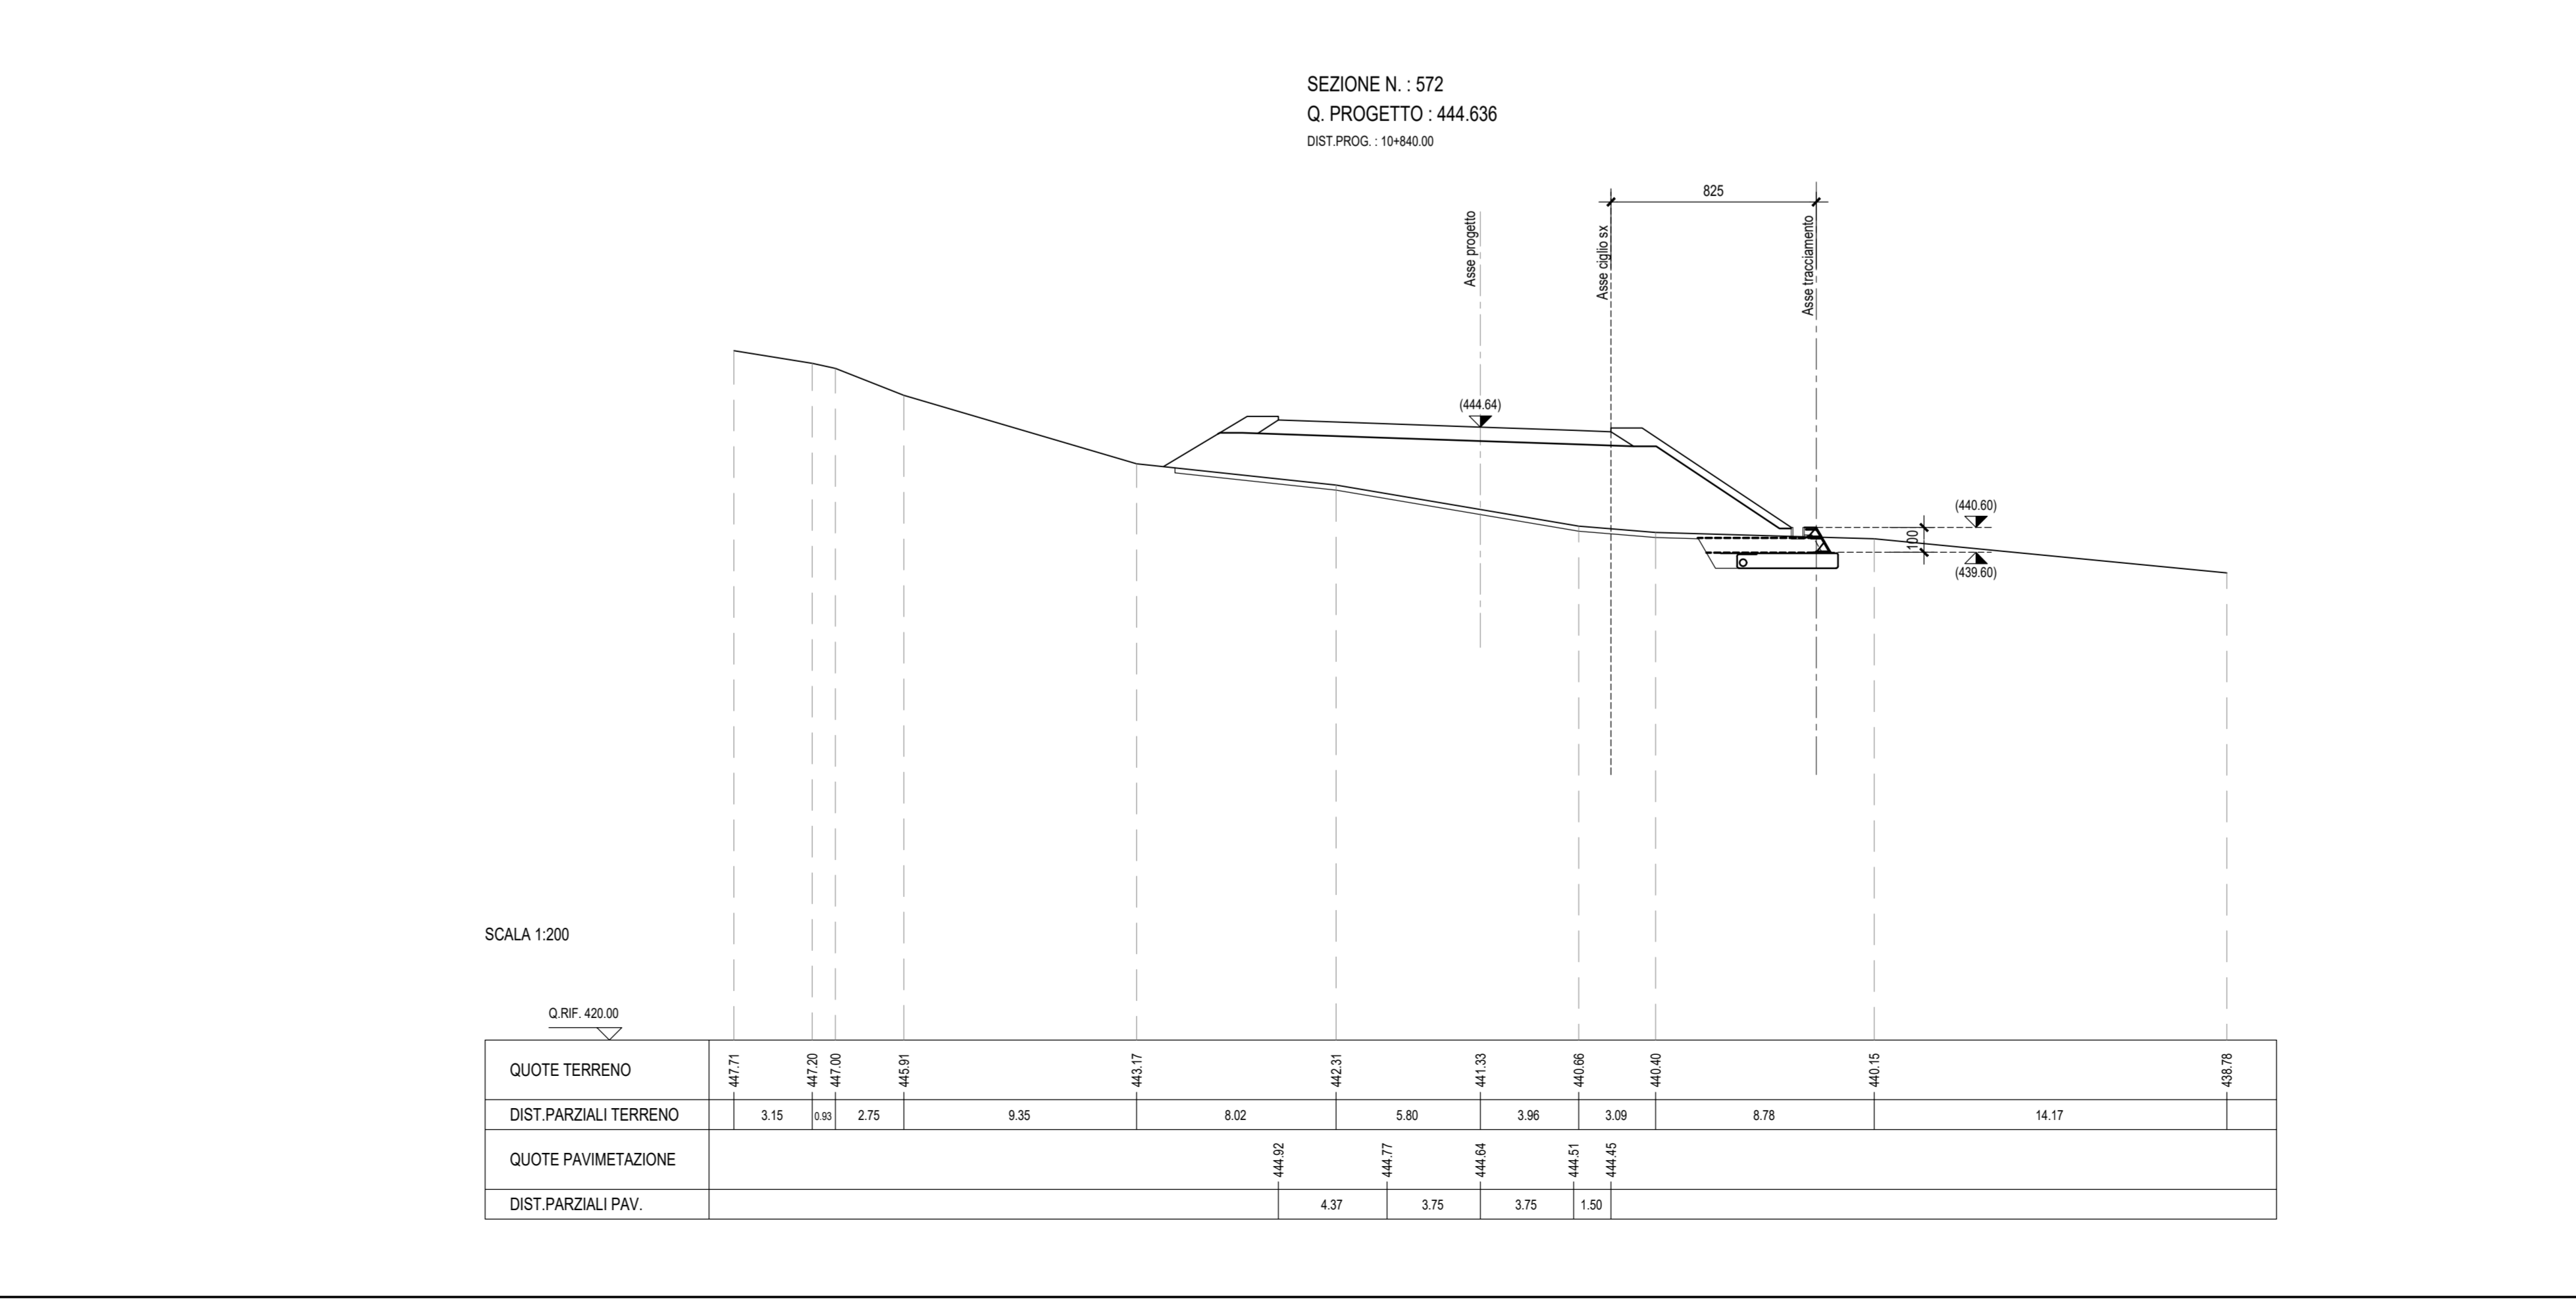 SEZIONE N. : 572
Q. PROGETTO : 444.636
DIST.PROG. : 10+840.00
825
Asse progetto
Asse ciglio sx
Asse tracciamento
(444.64)
(440.60)
100
(439.60)
SCALA 1:200
Q.RIF. 420.00
QUOTE TERRENO 447.71 447.20 447.00 445.91 443.17 442.31 441.33 440.66 440.40 440.15 438.78
DIST.PARZIALI TERRENO 3.15 0.93 2.75 9.35 8.02 5.80 3.96 3.09 8.78 14.17
QUOTE PAVIMETAZIONE 444.92 444.77 444.64 444.51 444.45
DIST.PARZIALI PAV. 4.37 3.75 3.75 1.50